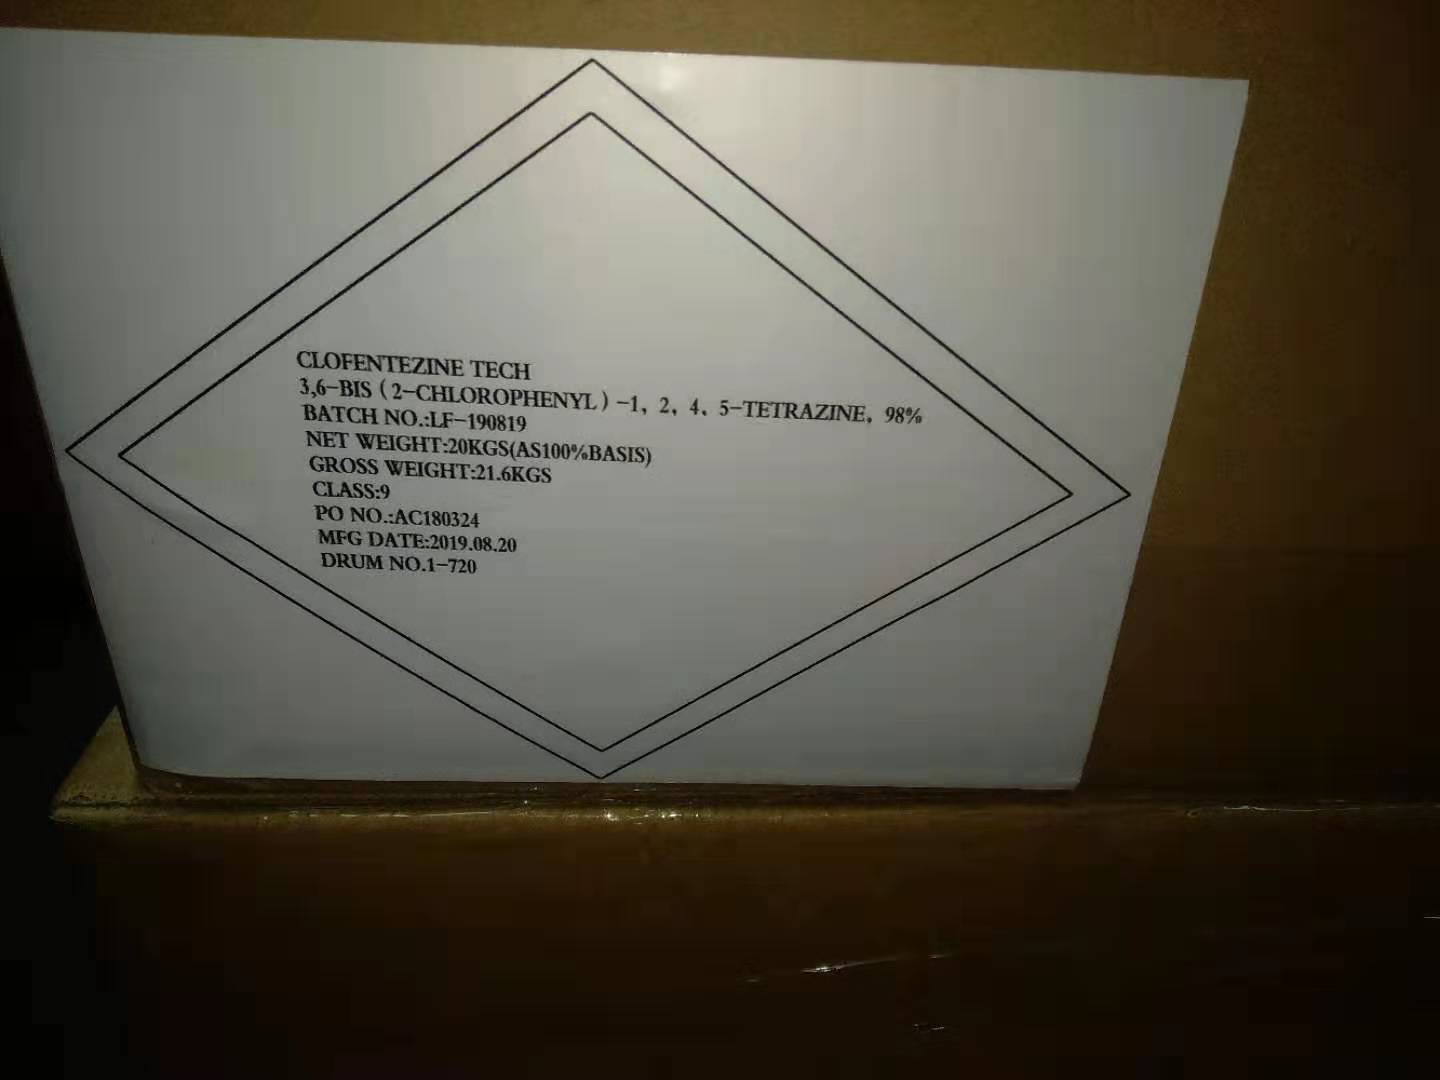 CLOFENTEZINE TECH
3,6-BIS（2-CHLOROPHENYL）-1，2，4、5-TETRAZINE，98%
BATCH NO.:LF-190819
NET WEIGHT:20KGS(AS100%BASIS)
GROSS WEIGHT:21.6KGS
CLASS:9
PO NO.:AC180324
MFG DATE:2019.08.20
DRUM NO.1-720